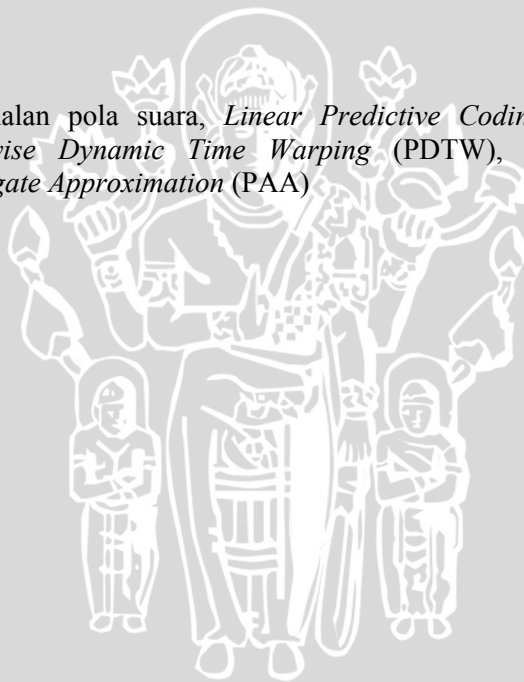 alan pola suara, Linear Predictive Codin
wise Dynamic Time Warping (PDTW),
gate Approximation (PAA)